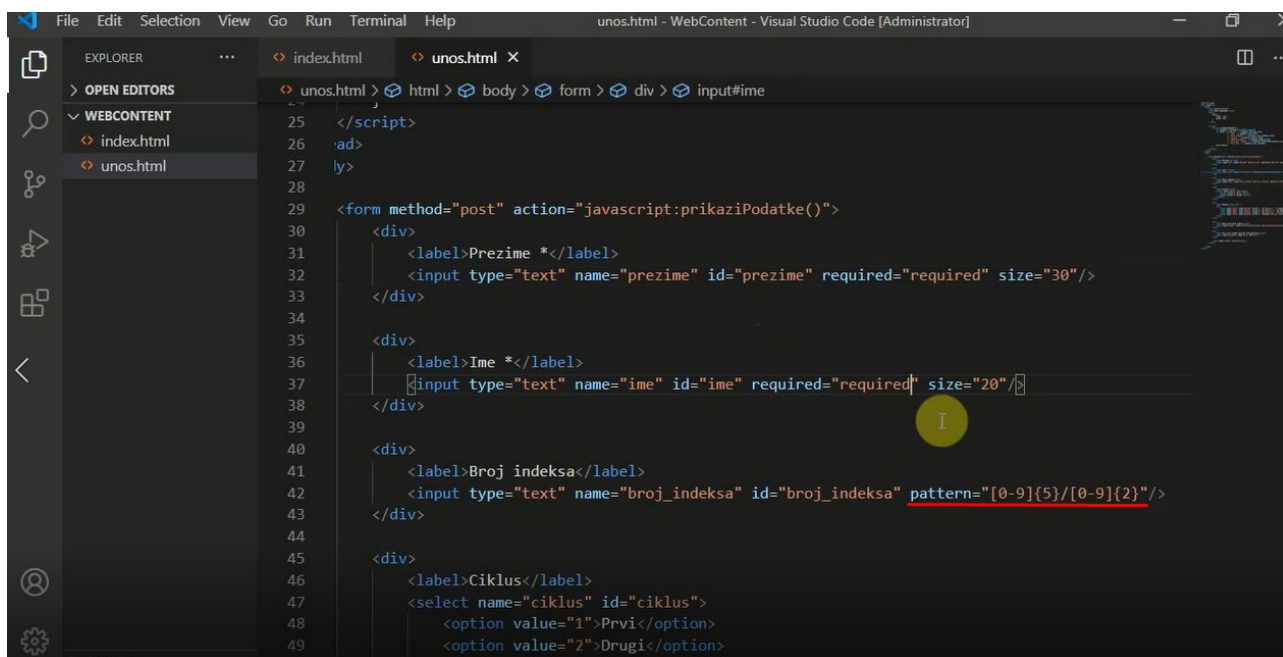 File Edit Selection View Go Run Terminal Help unos.html - WebContent - Visual Studio Code [Administrator]
EXPLORER ... index.html unos.html
OPEN EDITORS
unos.html > html > body > form > div > input#ime
WEBCONTENT
index.html
unos.html
24 }
25 </script>
26 ad>
27 ly>
28
29 <form method="post" action="javascript:prikaziPodatke()">
30 <div>
31 <label>Prezime *</label>
32 <input type="text" name="prezime" id="prezime" required="required" size="30"/>
33 </div>
34
35 <div>
36 <label>Ime *</label>
37 <input type="text" name="ime" id="ime" required="required" size="20"/>
38 </div>
39
40 <div>
41 <label>Broj indeksa</label>
42 <input type="text" name="broj_indeksa" id="broj_indeksa" pattern="[0-9]{5}/[0-9]{2}"/>
43 </div>
44
45 <div>
46 <label>Ciklus</label>
47 <select name="ciklus" id="ciklus">
48 <option value="1">Prvi</option>
49 <option value="2">Drugi</option>